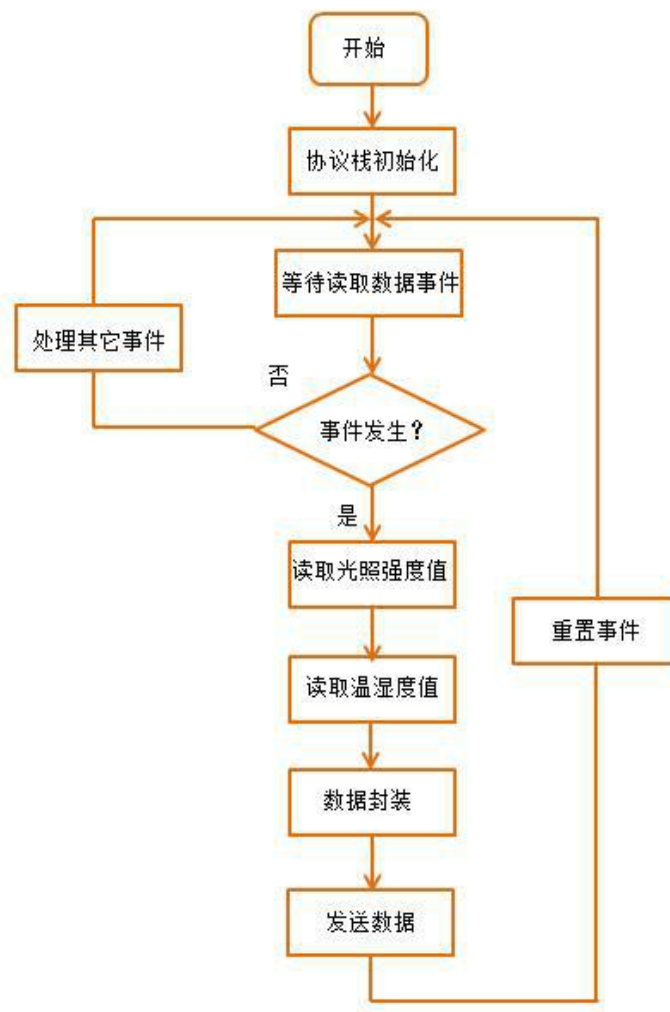 开始
协议栈初始化
等待读取数据事件
处理其它事件
否
事件发生?
是
读取光照强度值
重置事件
读取温湿度值
数据封装
发送数据